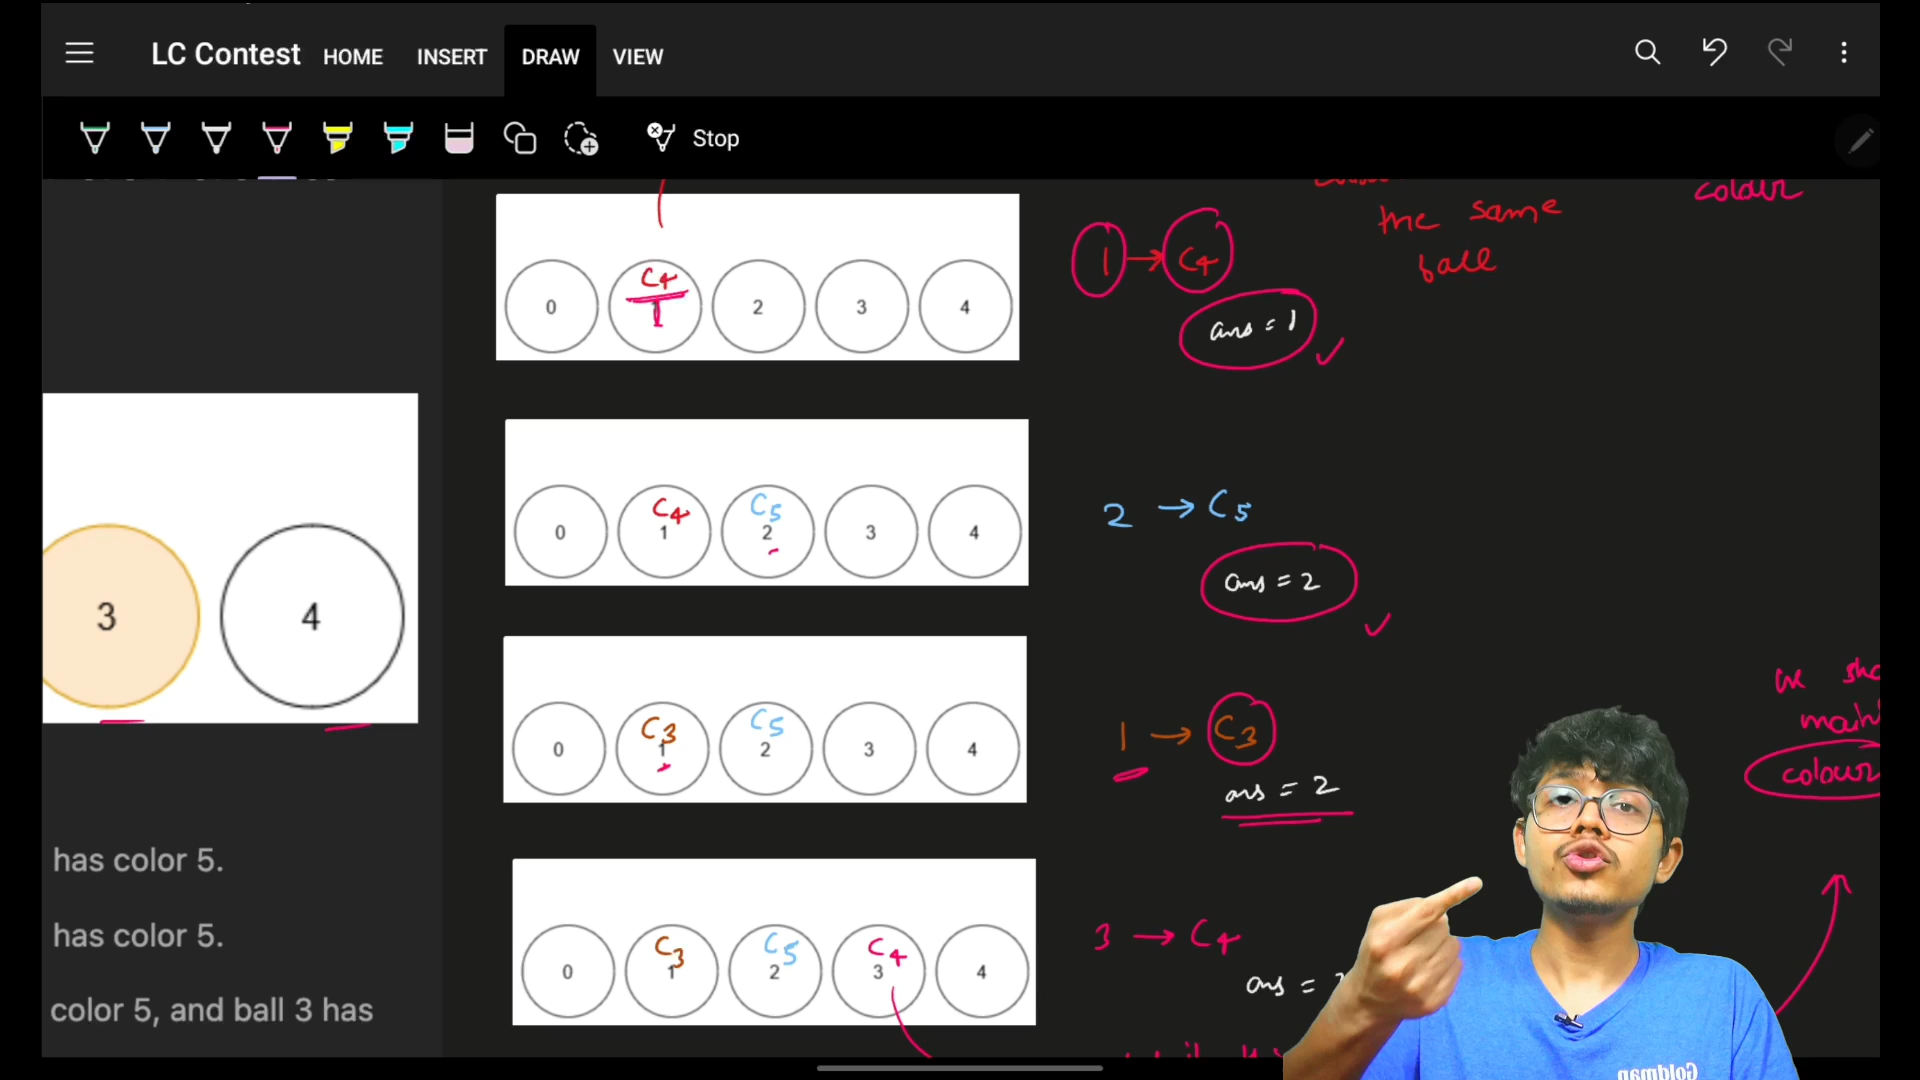 LC Contest HOME INSERT DRAW VIEW
Stop
colour
the same
ball
1 → C4
C4
0 1 2 3 4
ans = 1
C4 C5
0 1 2 3 4
2 → C5
ans = 2
3 4
C3 C5
0 1 2 3 4
1 → C3
ans = 2
we
colour
has color 5.
has color 5.
color 5, and ball 3 has
C3 C5 C4
0 1 2 3 4
3 → C4
ans =
Goldman